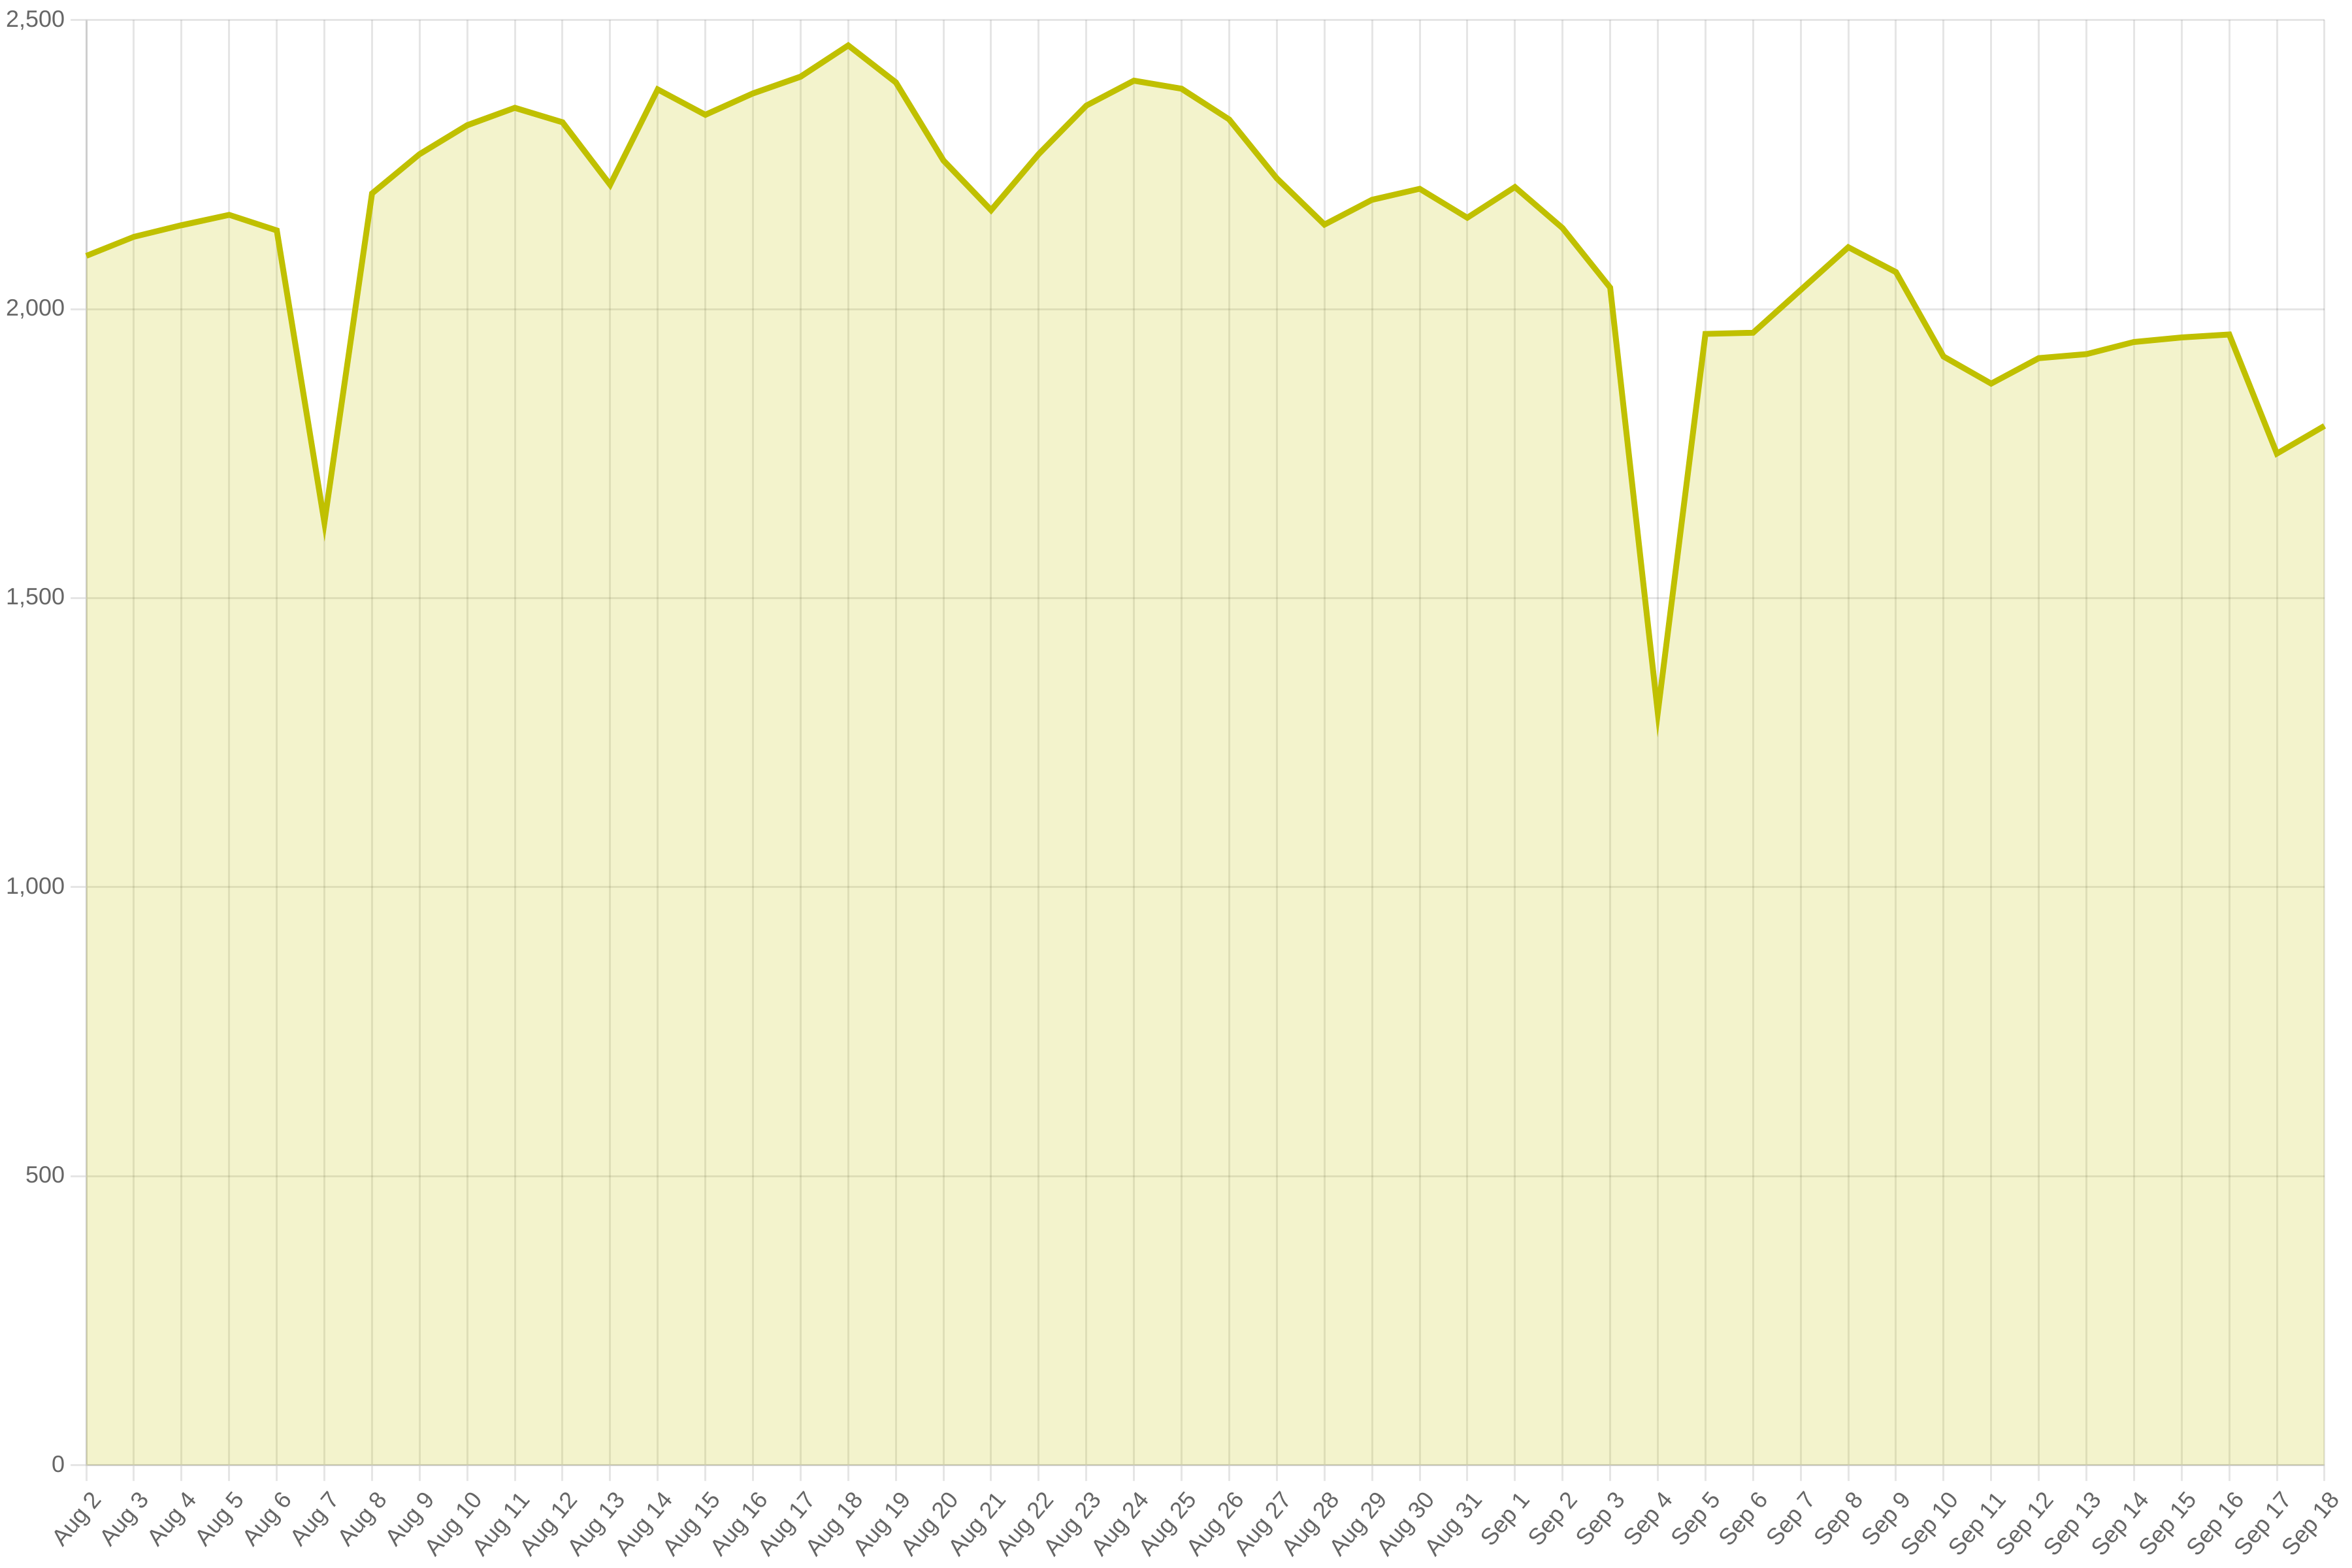 2,500
2,000
1,500
1,000
500
0
Aug 2
Aug 3
Aug 4
Aug 5
Aug 6
Aug 7
Aug 8
Aug 9
Aug 10
Aug 11
Aug 12
Aug 13
Aug 14
Aug 15
Aug 16
Aug 17
Aug 18
Aug 19
Aug 20
Aug 21
Aug 22
Aug 23
Aug 24
Aug 25
Aug 26
Aug 27
Aug 28
Aug 29
Aug 30
Aug 31
Sep 1
Sep 2
Sep 3
Sep 4
Sep 5
Sep 6
Sep 7
Sep 8
Sep 9
Sep 10
Sep 11
Sep 12
Sep 13
Sep 14
Sep 15
Sep 16
Sep 17
Sep 18